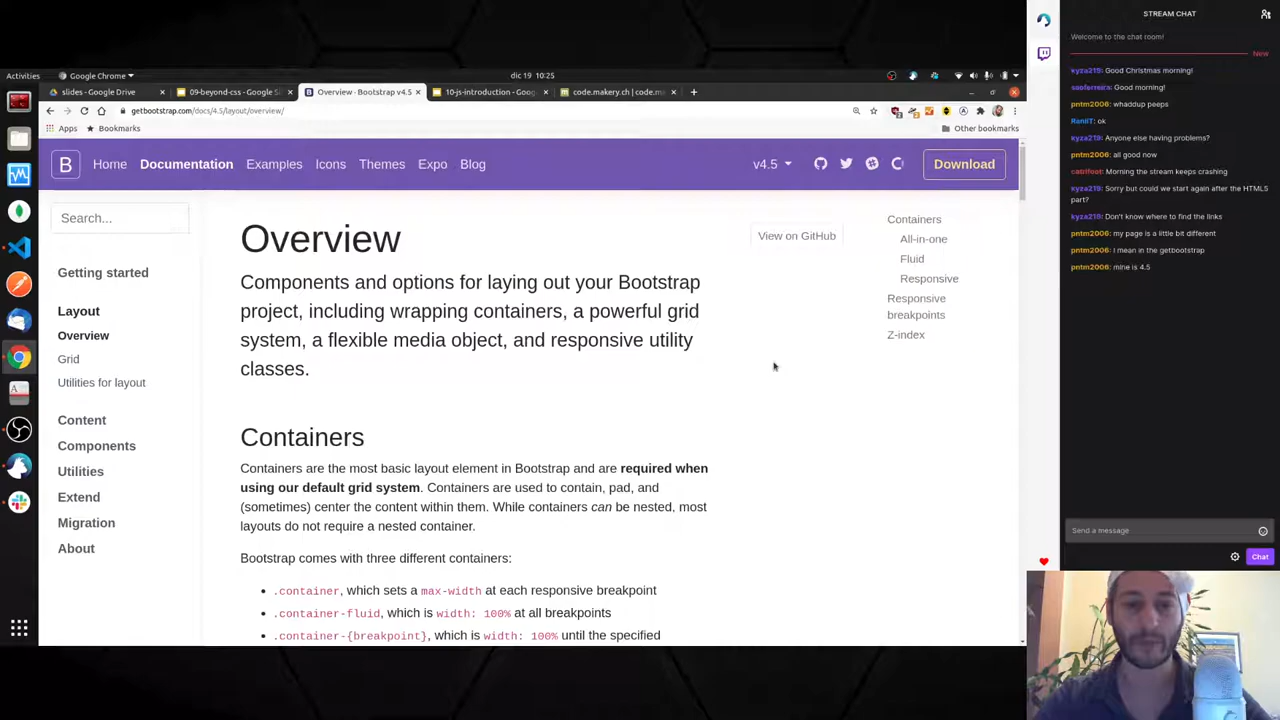 Activities
Google Chrome
dic 19 10:25
slides - Google Drive
09-beyond-css - Google S
Overview · Bootstrap v4.5
10-js-introduction - Goog
code.makery.ch | code.m
getbootstrap.com/docs/4.5/layout/overview/
Apps
Bookmarks
Other bookmarks
B
Home
Documentation
Examples
Icons
Themes
Expo
Blog
v4.5
Download
Search...
Getting started
Layout
Overview
Grid
Utilities for layout
Content
Components
Utilities
Extend
Migration
About
Overview
View on GitHub
Components and options for laying out your Bootstrap
project, including wrapping containers, a powerful grid
system, a flexible media object, and responsive utility
classes.
Containers
Containers are the most basic layout element in Bootstrap and are required when
using our default grid system. Containers are used to contain, pad, and
(sometimes) center the content within them. While containers can be nested, most
layouts do not require a nested container.
Bootstrap comes with three different containers:
.container, which sets a max-width at each responsive breakpoint
.container-fluid, which is width: 100% at all breakpoints
.container-{breakpoint}, which is width: 100% until the specified
Containers
All-in-one
Fluid
Responsive
Responsive
breakpoints
Z-index
STREAM CHAT
Welcome to the chat room!
New
kyza219: Good Christmas morning!
Good morning!
pntm2006: whaddup peeps
ok
kyza219: Anyone else having problems?
pntm2006: all good now
Morning the stream keeps crashing
kyza219: Sorry but could we start again after the HTML5
part?
kyza219: Don't know where to find the links
pntm2006: my page is a little bit different
pntm2006: I mean in the getbootstrap
pntm2006: mine is 4.5
Send a message
Chat